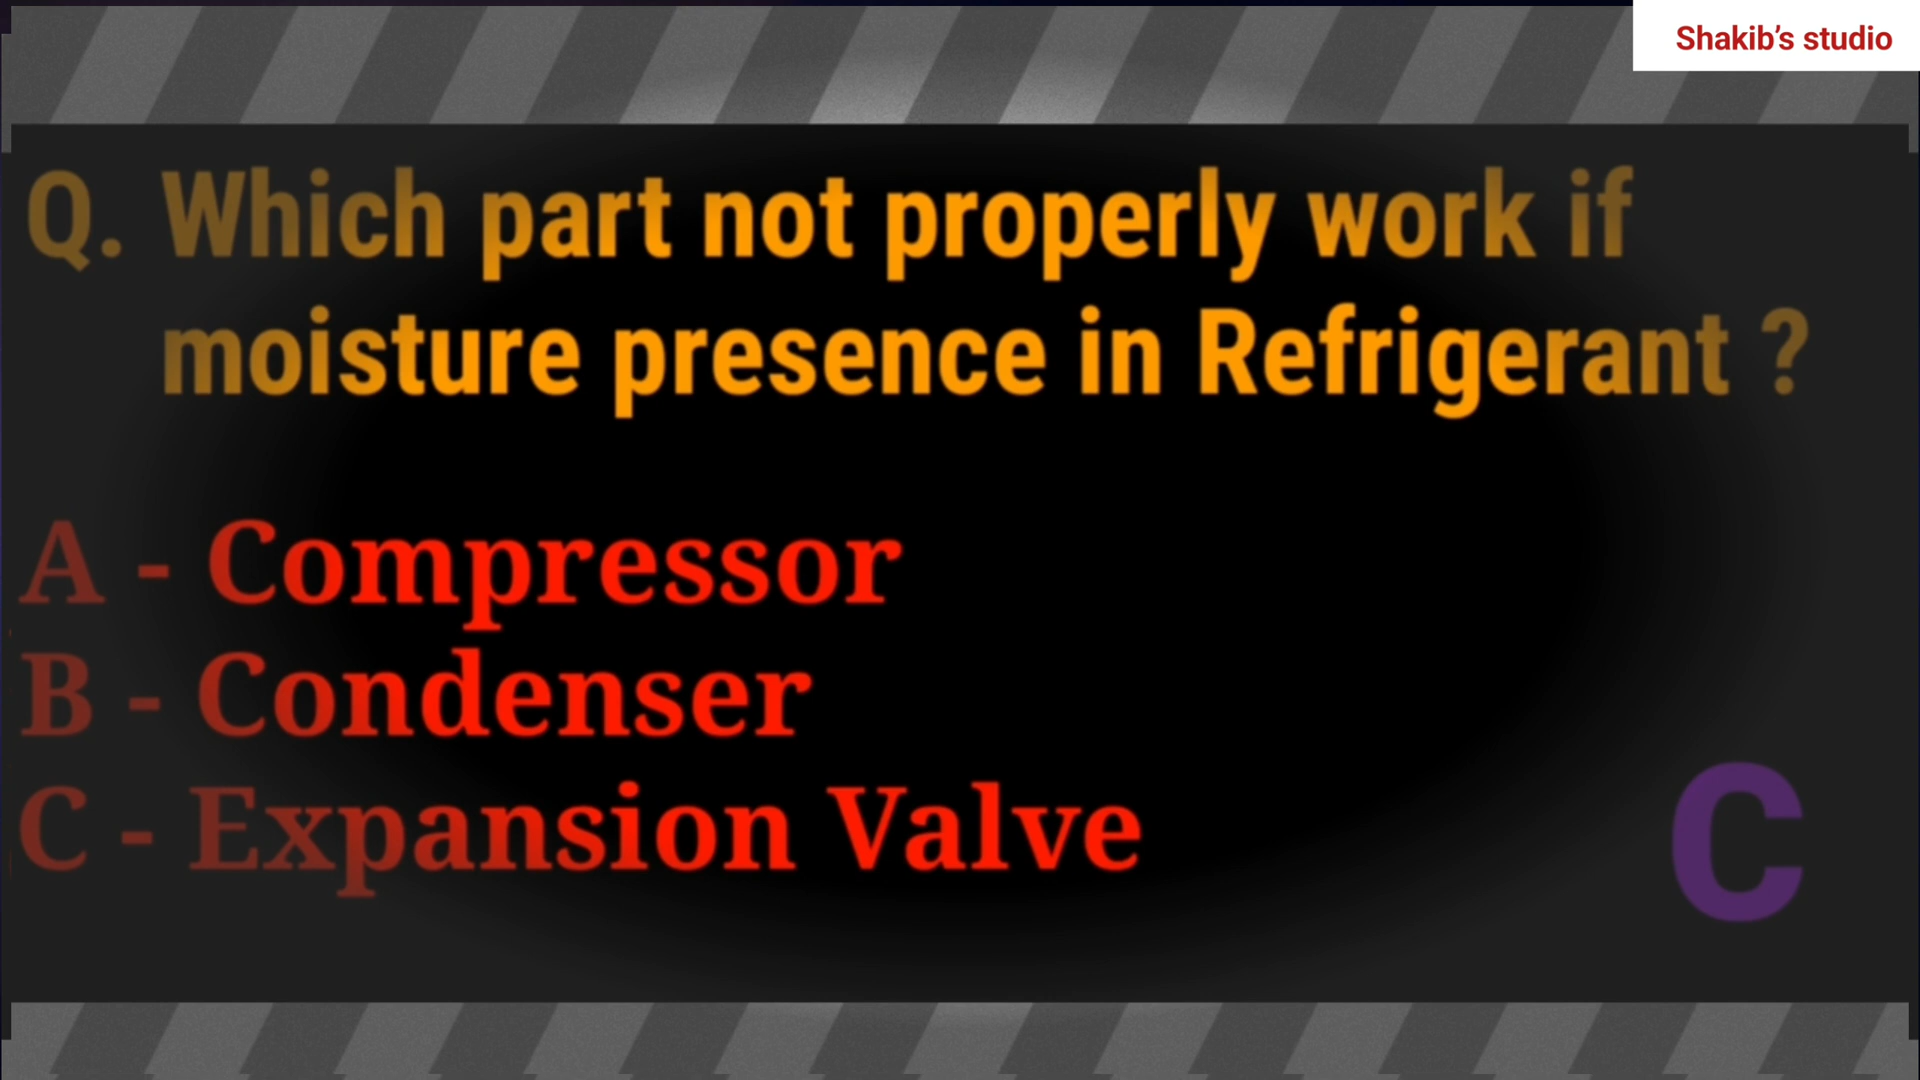 Shakib's studio
Q. Which part not properly work if
moisture presence in Refrigerant ?
A - Compressor
B - Condenser
C - Expansion Valve
C